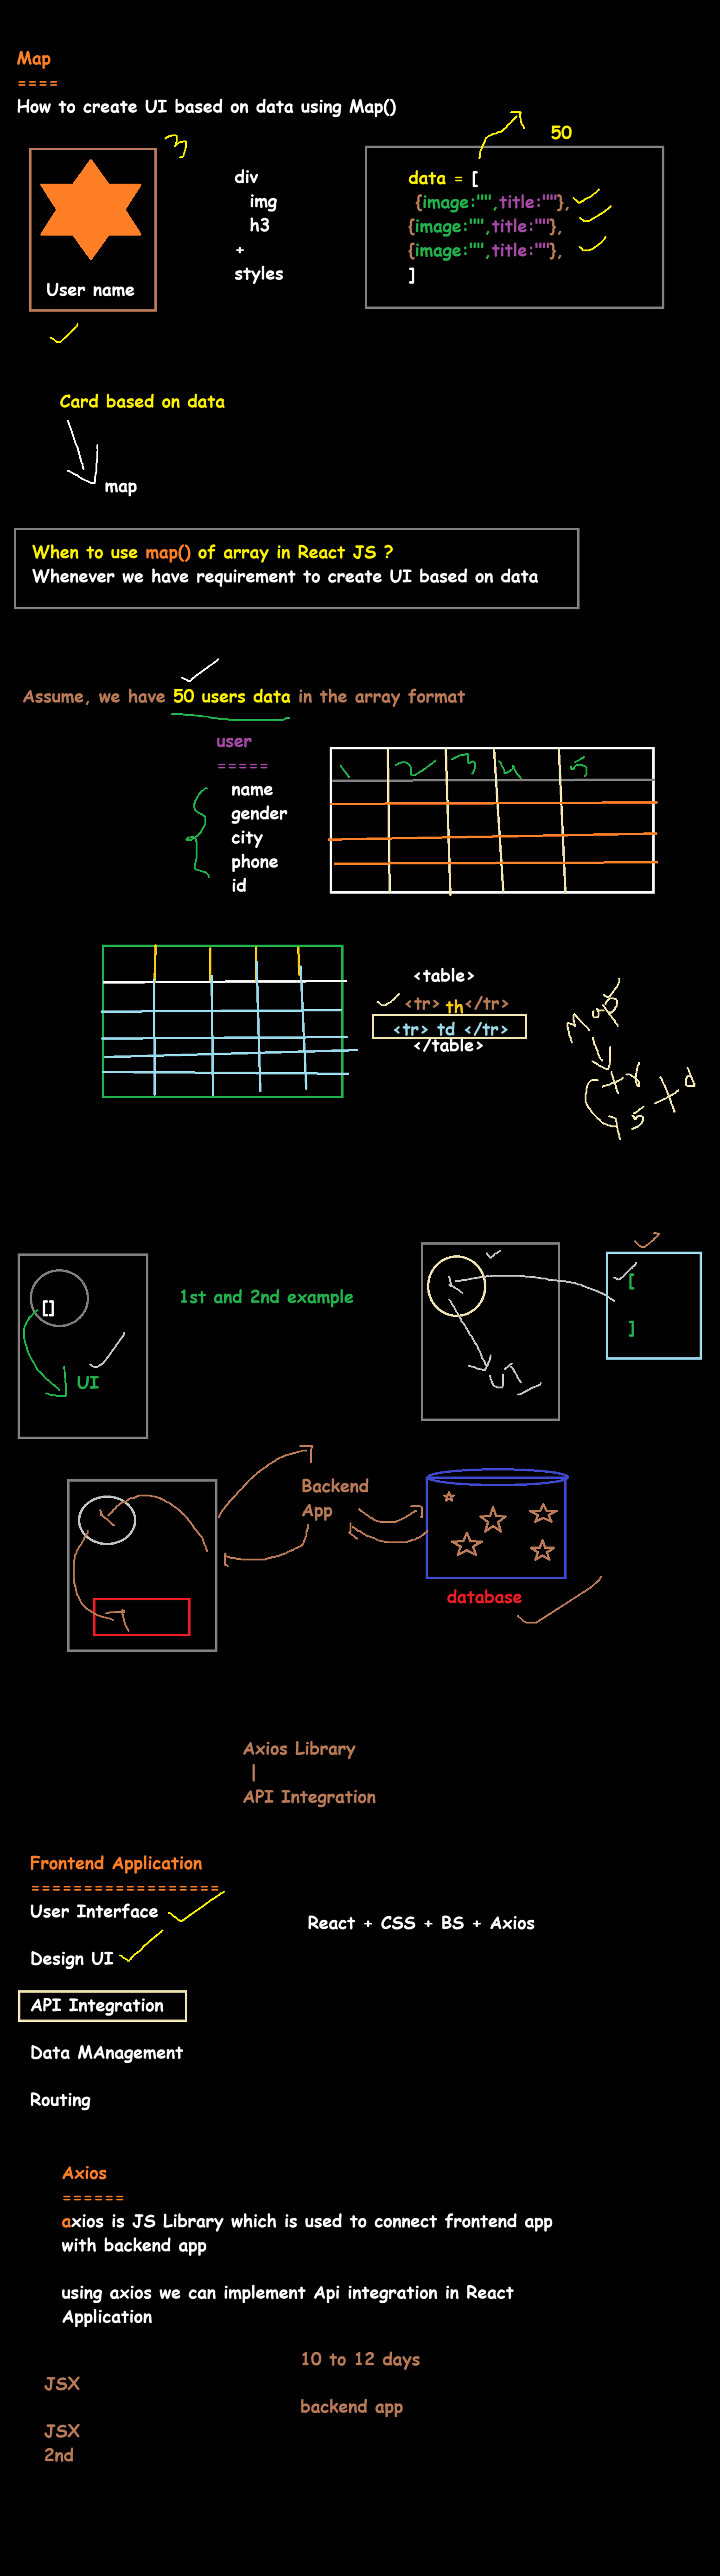 Map
====
How to create UI based on data using Map()
3
50
div
img
h3
+
styles
data = [
{image:"",title:""},
{image:"",title:""},
{image:"",title:""},
]
User name
Card based on data
map
When to use map() of array in React JS ?
Whenever we have requirement to create UI based on data
Assume, we have 50 users data in the array format
user
=====
name
gender
city
phone
id
1 2 3 4 5
<table>
<tr> th </tr>
<tr> td </tr>
</table>
Map
tr
5 td
[]
UI
1st and 2nd example
UI
[
]
Backend
App
database
Axios Library
|
API Integration
Frontend Application
==================
User Interface
React + CSS + BS + Axios
Design UI
API Integration
Data MAnagement
Routing
Axios
======
axios is JS Library which is used to connect frontend app
with backend app
using axios we can implement Api integration in React
Application
10 to 12 days
JSX
backend app
JSX
2nd